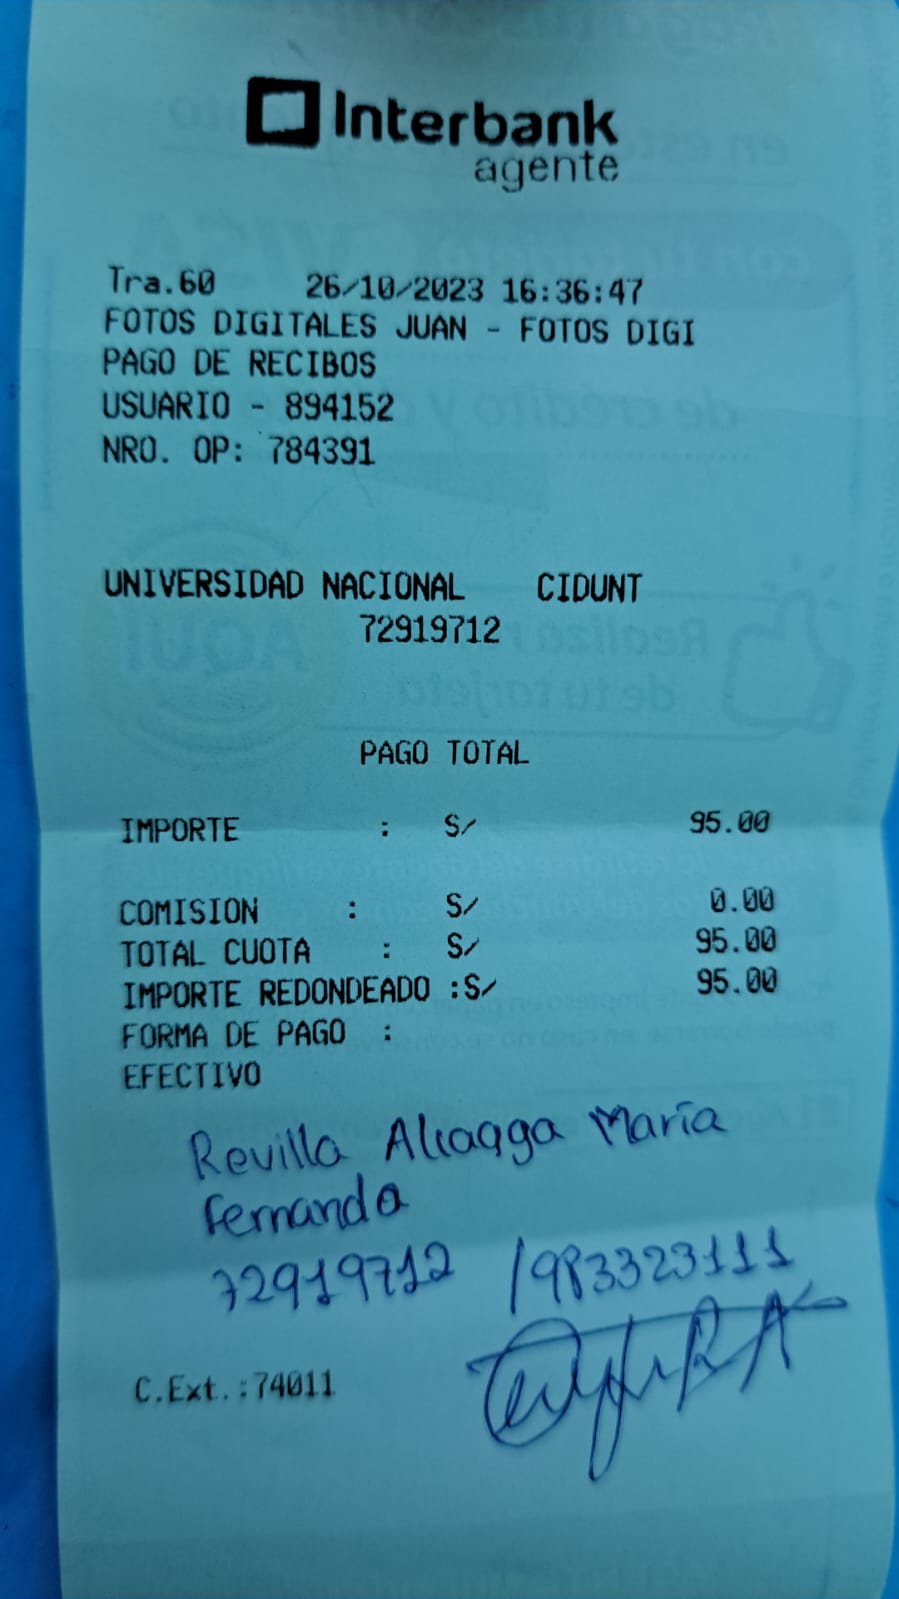 Interbank
agente
Tra.60 26/10/2023 16:36:47
FOTOS DIGITALES JUAN - FOTOS DIGI
PAGO DE RECIBOS
USUARIO - 894152
NRO. OP: 784391
UNIVERSIDAD NACIONAL CIDUNT
72919712
PAGO TOTAL
IMPORTE : S/ 95.00
COMISION : S/ 0.00
TOTAL CUOTA : S/ 95.00
IMPORTE REDONDEADO :S/ 95.00
FORMA DE PAGO :
EFECTIVO
Revilla Aliagga María
Fernanda
72919712 /983323111
C.Ext.:74011